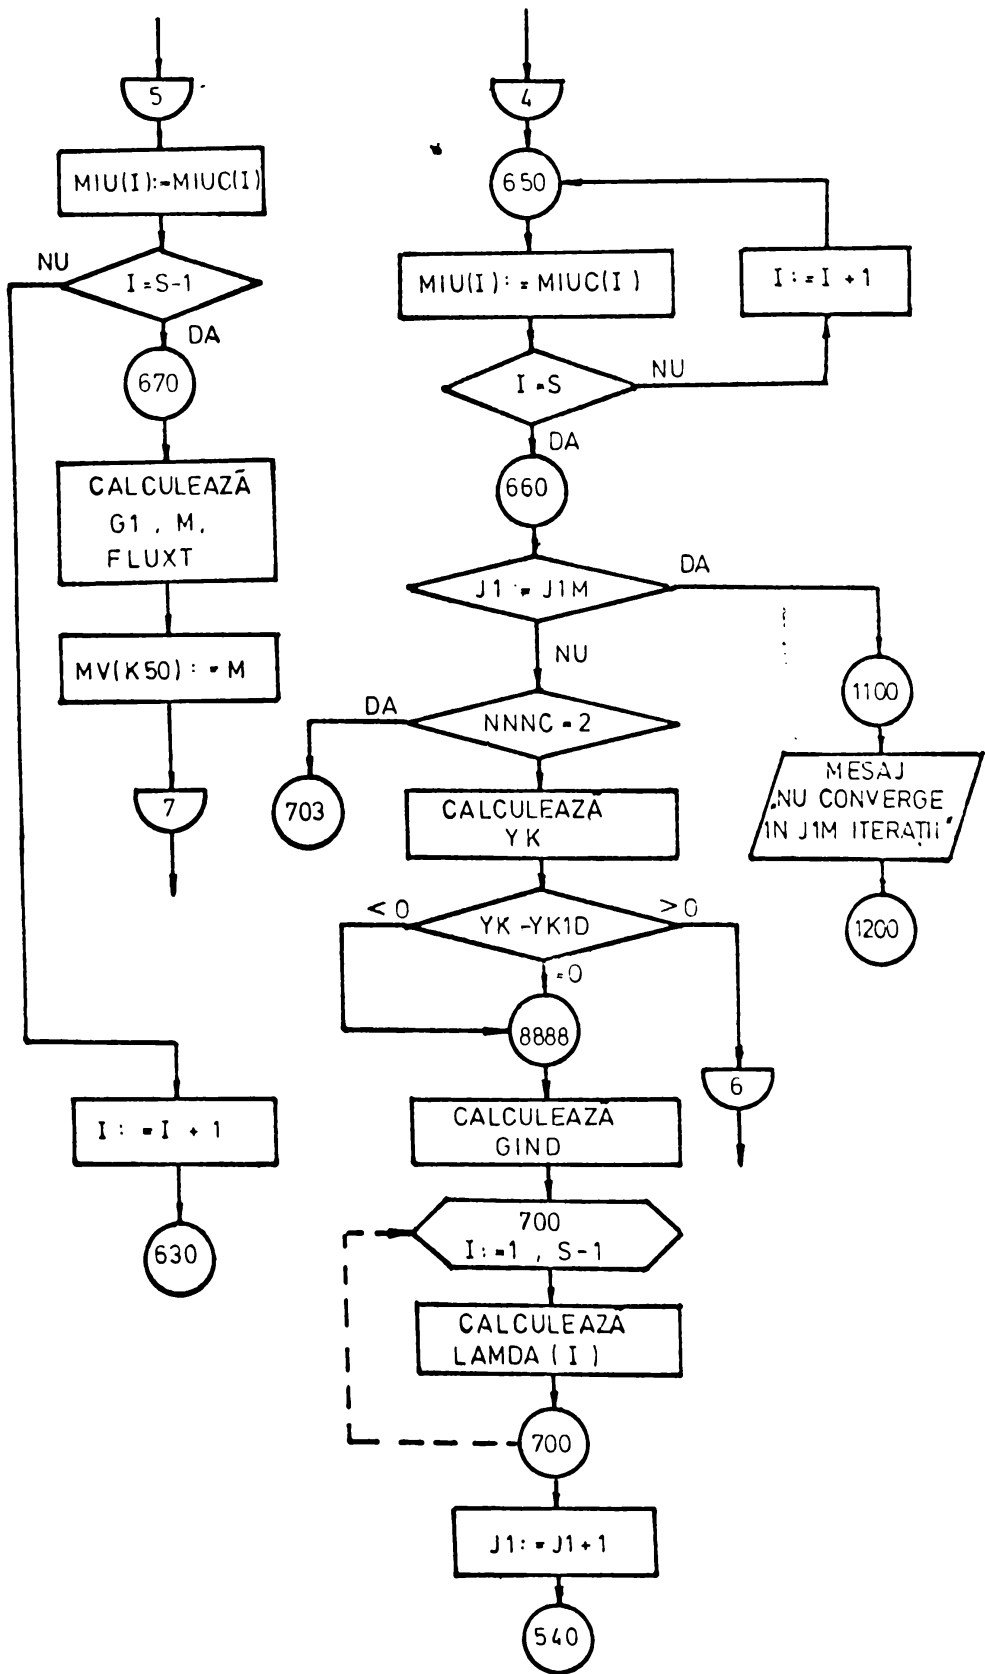 5
MIU(I):=MIUC(I)
NU
I=S-1
DA
670
CALCULEAZĂ
G1, M,
FLUXT
MV(K50):=M
7
I:=I+1
630
4
650
MIU(I):=MIUC(I)
I:=I+1
I=S
NU
DA
660
J1:=J1M
DA
NU
1100
MESAJ
„NU CONVERGE
IN J1M ITERAȚII"
1200
NNNC=2
DA
703
CALCULEAZĂ
YK
<0
YK-YK1D
>0
=0
8888
6
CALCULEAZĂ
GIND
700
I:=1, S-1
CALCULEAZĂ
LAMDA(I)
700
J1:=J1+1
540